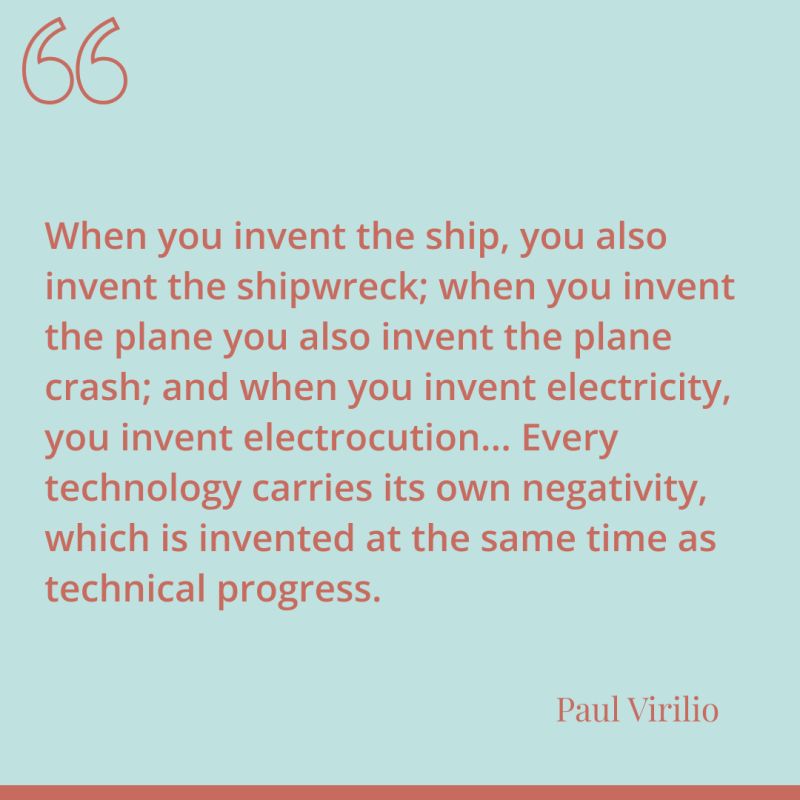 When you invent the ship, you also
invent the shipwreck; when you invent
the plane you also invent the plane
crash; and when you invent electricity,
you invent electrocution... Every
technology carries its own negativity,
which is invented at the same time as
technical progress.
Paul Virilio